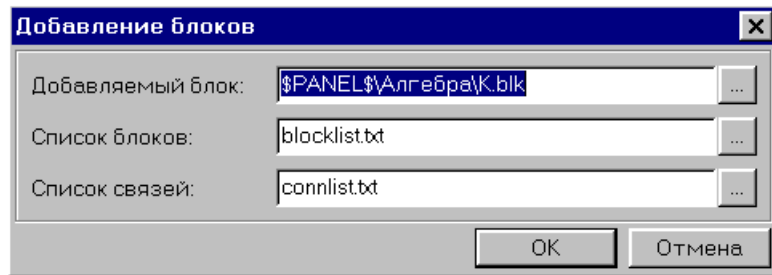 Добавление блоков
Добавляемый блок: $PANEL$\Алгебра\K.blk ...
Список блоков: blocklist.txt ...
Список связей: connlist.txt ...
OK Отмена